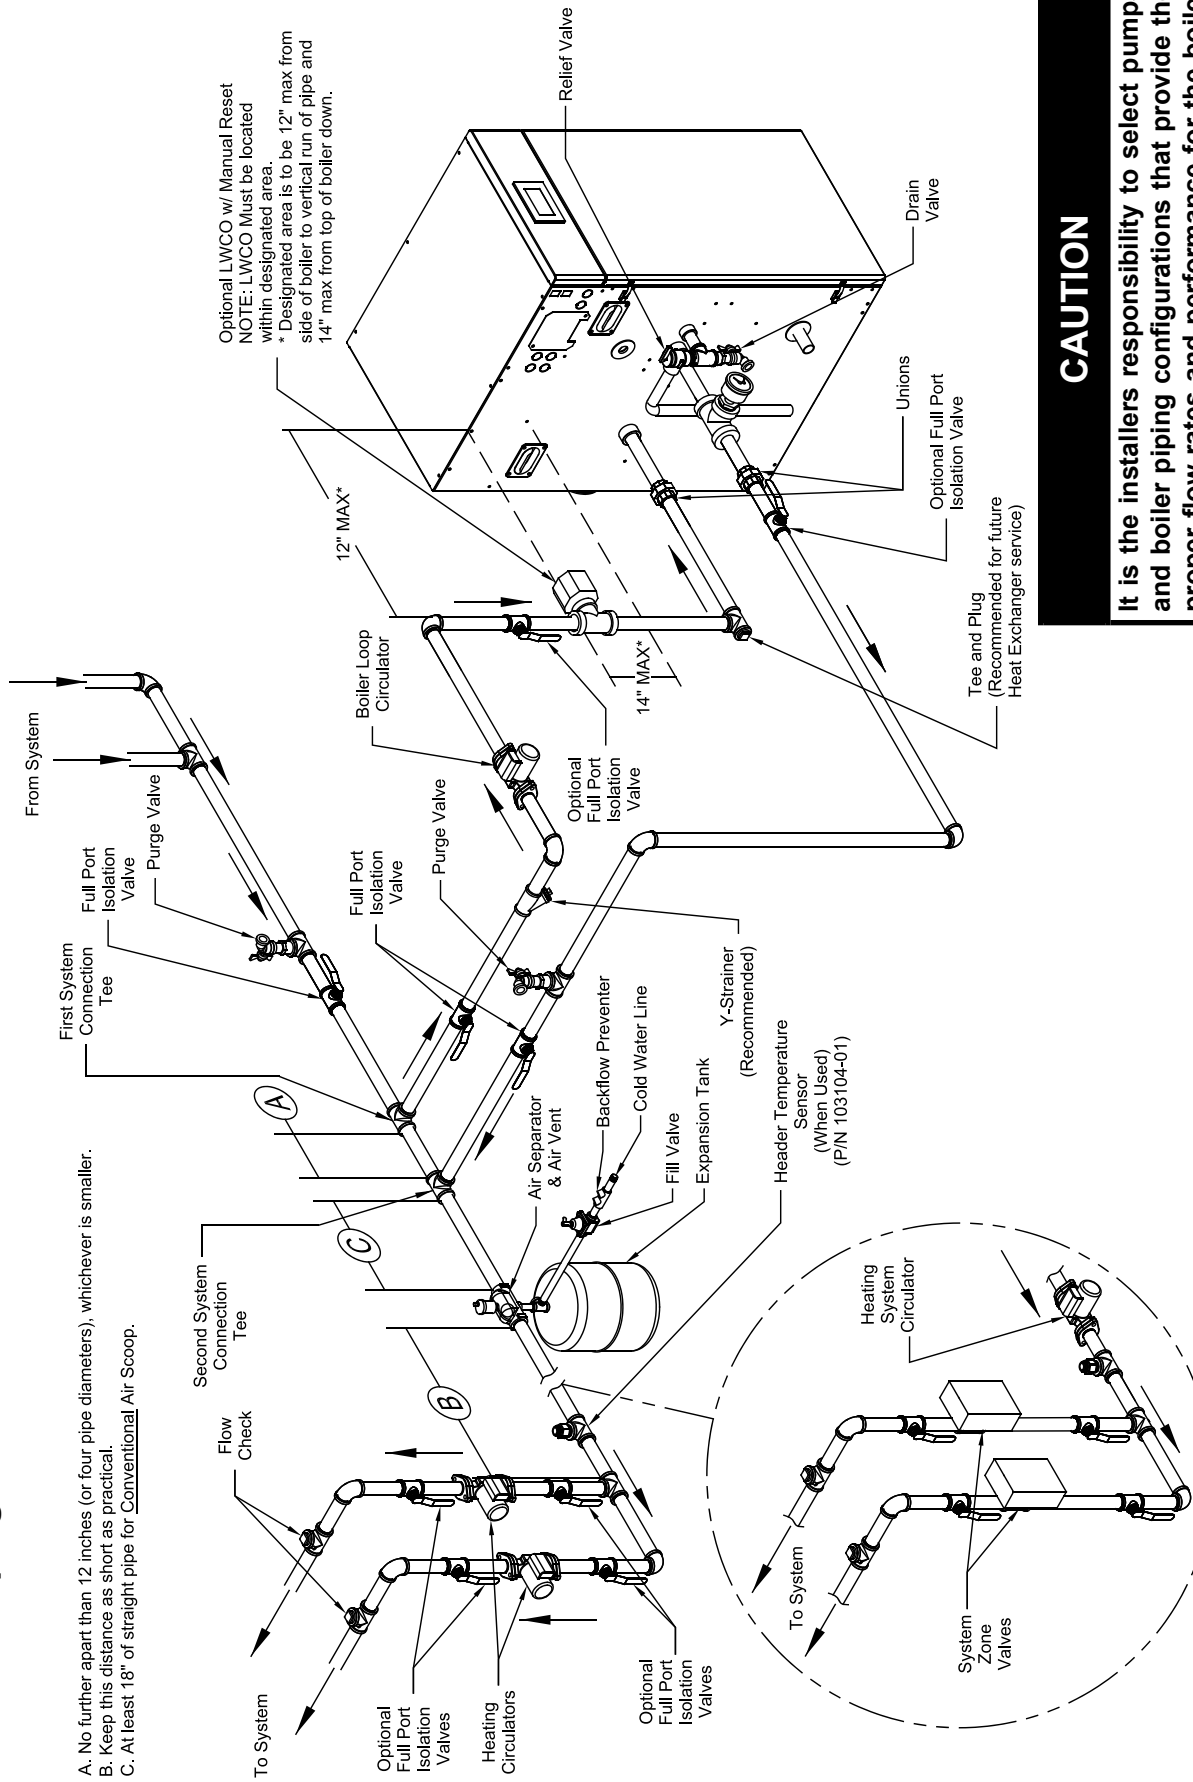 A. No further apart than 12 inches (or four pipe diameters), whichever is smaller.
B. Keep this distance as short as practical.
C. At least 18" of straight pipe for Conventional Air Scoop.
From System
Purge Valve
Full Port
Isolation
Valve
First System
Connection
Tee
A
C
B
Second System
Connection
Tee
Flow
Check
To System
Optional
Full Port
Isolation
Valves
Heating
Circulators
Optional
Full Port
Isolation
Valves
Optional LWCO w/ Manual Reset
NOTE: LWCO Must be located
within designated area.
* Designated area is to be 12" max from
side of boiler to vertical run of pipe and
14" max from top of boiler down.
12" MAX*
14" MAX*
Boiler Loop
Circulator
Full Port
Isolation
Valve
Purge Valve
Optional
Full Port
Isolation
Valve
Relief Valve
Drain
Valve
Unions
Optional Full Port
Isolation Valve
Tee and Plug
(Recommended for future
Heat Exchanger service)
Y-Strainer
(Recommended)
Air Separator
& Air Vent
Backflow Preventer
Cold Water Line
Fill Valve
Expansion Tank
Header Temperature
Sensor
(When Used)
(P/N 103104-01)
Heating
System
Circulator
To System
System
Zone
Valves
CAUTION
It is the installers responsibility to select pump
and boiler piping configurations that provide th
proper flow rates and performance for the boile